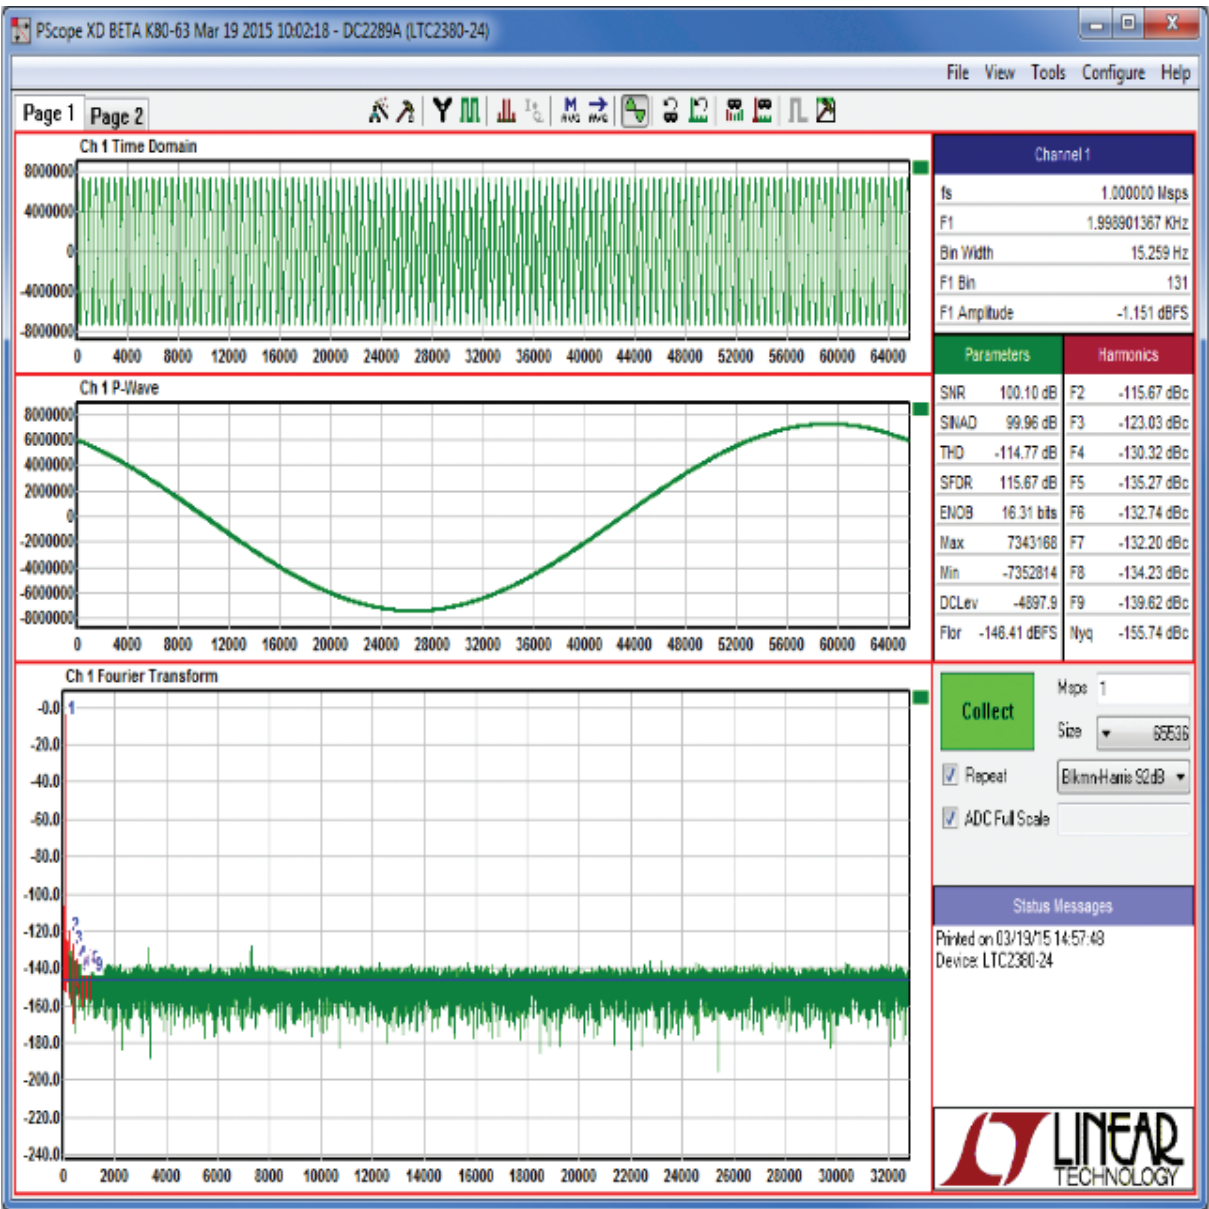 PScope XD BETA K80-63 Mar 19 2015 10:02:18 - DC2289A (LTC2380-24)
File View Tools Configure Help
Page 1 Page 2
Ch 1 Time Domain
8000000
4000000
0
-4000000
-8000000
0 4000 8000 12000 16000 20000 24000 28000 32000 36000 40000 44000 48000 52000 56000 60000 64000
Ch 1 P-Wave
8000000
6000000
4000000
2000000
0
-2000000
-4000000
-6000000
-8000000
0 4000 8000 12000 16000 20000 24000 28000 32000 36000 40000 44000 48000 52000 56000 60000 64000
Ch 1 Fourier Transform
-0.0
-20.0
-40.0
-60.0
-80.0
-100.0
-120.0
-140.0
-160.0
-180.0
-200.0
-220.0
-240.0
1
2
3
9
0 2000 4000 6000 8000 10000 12000 14000 16000 18000 20000 22000 24000 26000 28000 30000 32000
Channel 1
fs 1.000000 Msps
F1 1.998901367 KHz
Bin Width 15.259 Hz
F1 Bin 131
F1 Amplitude -1.151 dBFS
Parameters Harmonics
SNR 100.10 dB F2 -115.67 dBc
SINAD 99.96 dB F3 -123.03 dBc
THD -114.77 dB F4 -130.32 dBc
SFDR 115.67 dB F5 -135.27 dBc
ENOB 16.31 bits F6 -132.74 dBc
Max 7343168 F7 -132.20 dBc
Min -7352814 F8 -134.23 dBc
DCLev -4897.9 F9 -139.62 dBc
Flor -146.41 dBFS Nyq -155.74 dBc
Collect
Msps 1
Size 65536
Repeat
Blkmn-Harris 92dB
ADC Full Scale
Status Messages
Printed on 03/19/15 14:57:48
Device: LTC2380-24
LINEAR
TECHNOLOGY